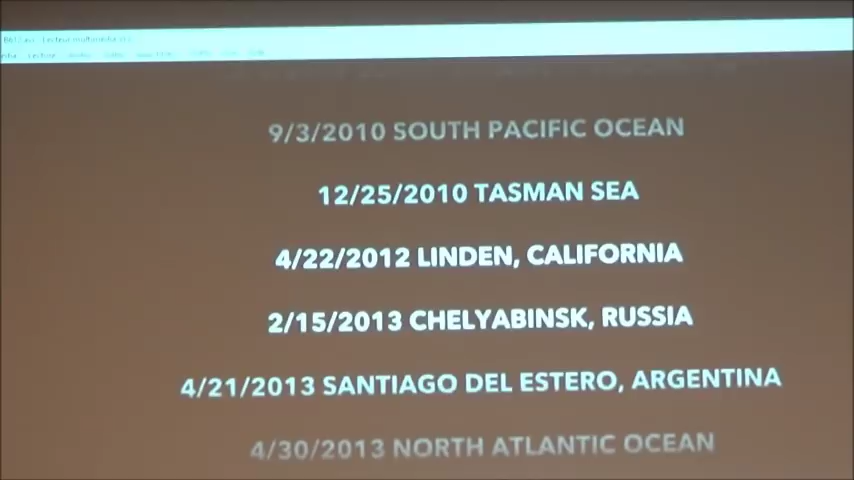 9/3/2010 SOUTH PACIFIC OCEAN
12/25/2010 TASMAN SEA
4/22/2012 LINDEN, CALIFORNIA
2/15/2013 CHELYABINSK, RUSSIA
4/21/2013 SANTIAGO DEL ESTERO, ARGENTINA
4/30/2013 NORTH ATLANTIC OCEAN